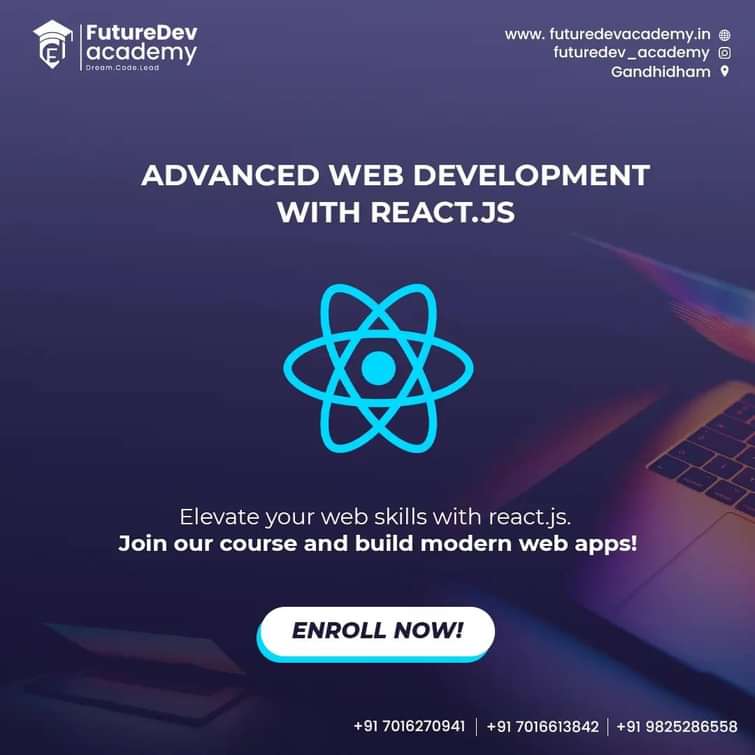 FutureDev
academy
Dream.Code.Lead
www. futuredevacademy.in
futuredev_academy
Gandhidham
ADVANCED WEB DEVELOPMENT
WITH REACT.JS
Elevate your web skills with react.js.
Join our course and build modern web apps!
ENROLL NOW!
+91 7016270941 | +91 7016613842 | +91 9825286558